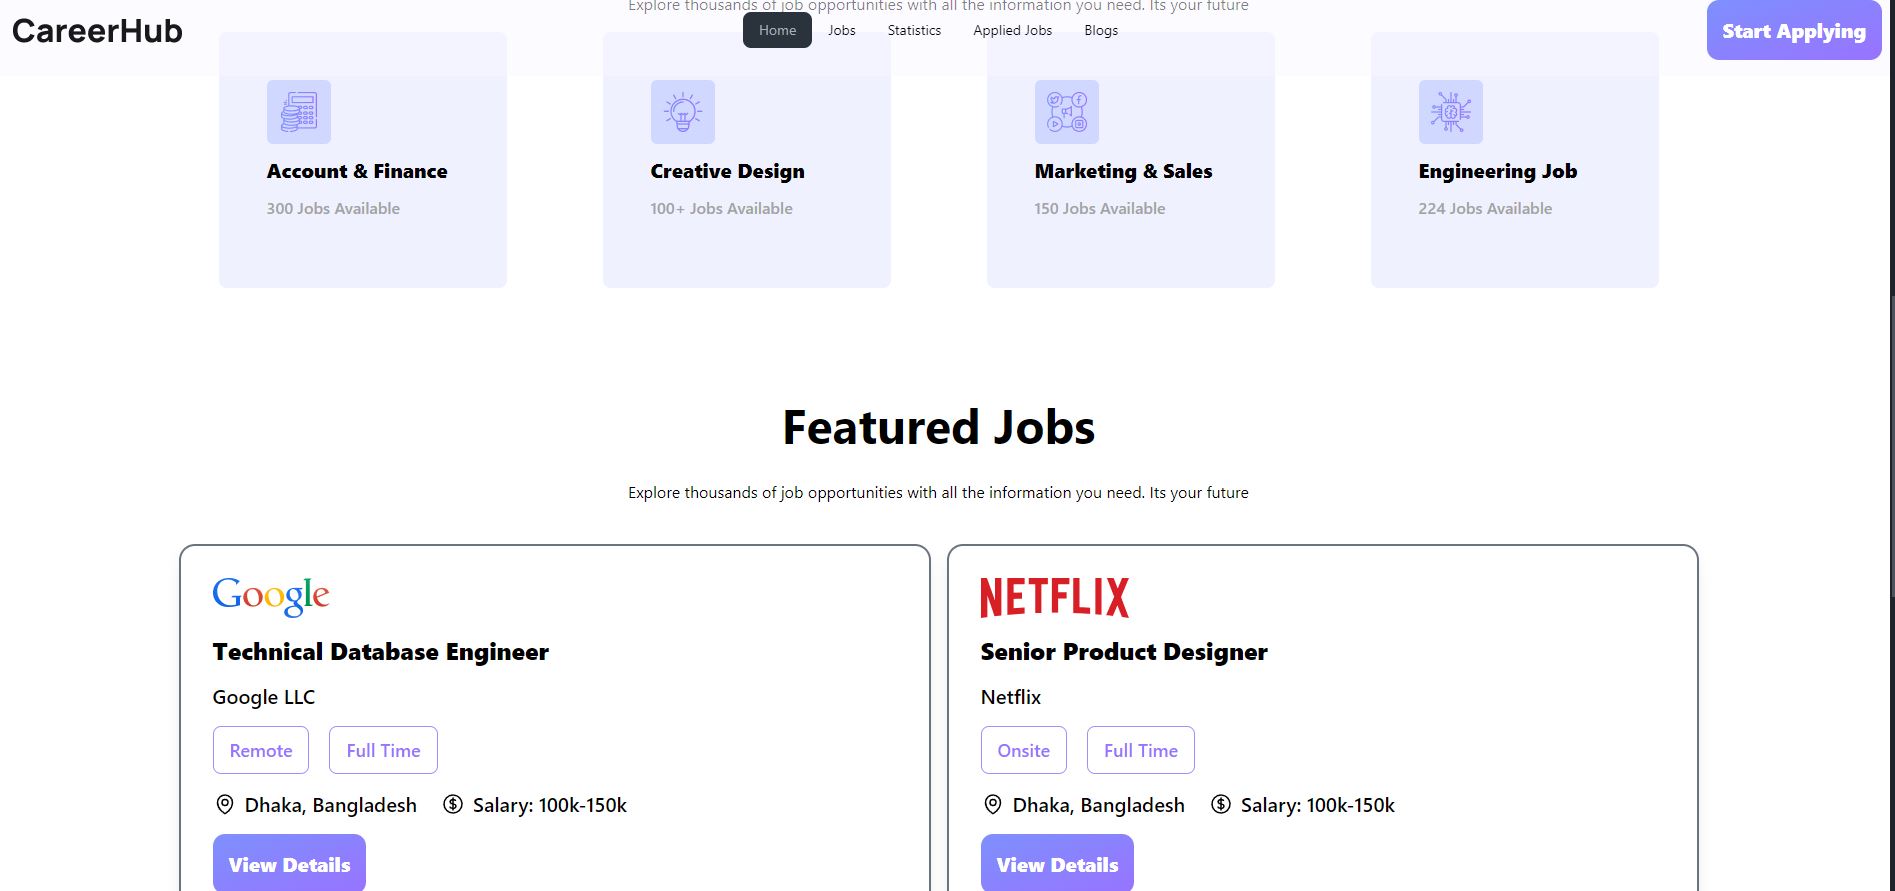 Explore thousands of job opportunities with all the information you need. Its your future
CareerHub
Home Jobs Statistics Applied Jobs Blogs
Start Applying
Account & Finance
300 Jobs Available
Creative Design
100+ Jobs Available
Marketing & Sales
150 Jobs Available
Engineering Job
224 Jobs Available
Featured Jobs
Explore thousands of job opportunities with all the information you need. Its your future
Google
Technical Database Engineer
Google LLC
Remote Full Time
Dhaka, Bangladesh Salary: 100k-150k
View Details
NETFLIX
Senior Product Designer
Netflix
Onsite Full Time
Dhaka, Bangladesh Salary: 100k-150k
View Details